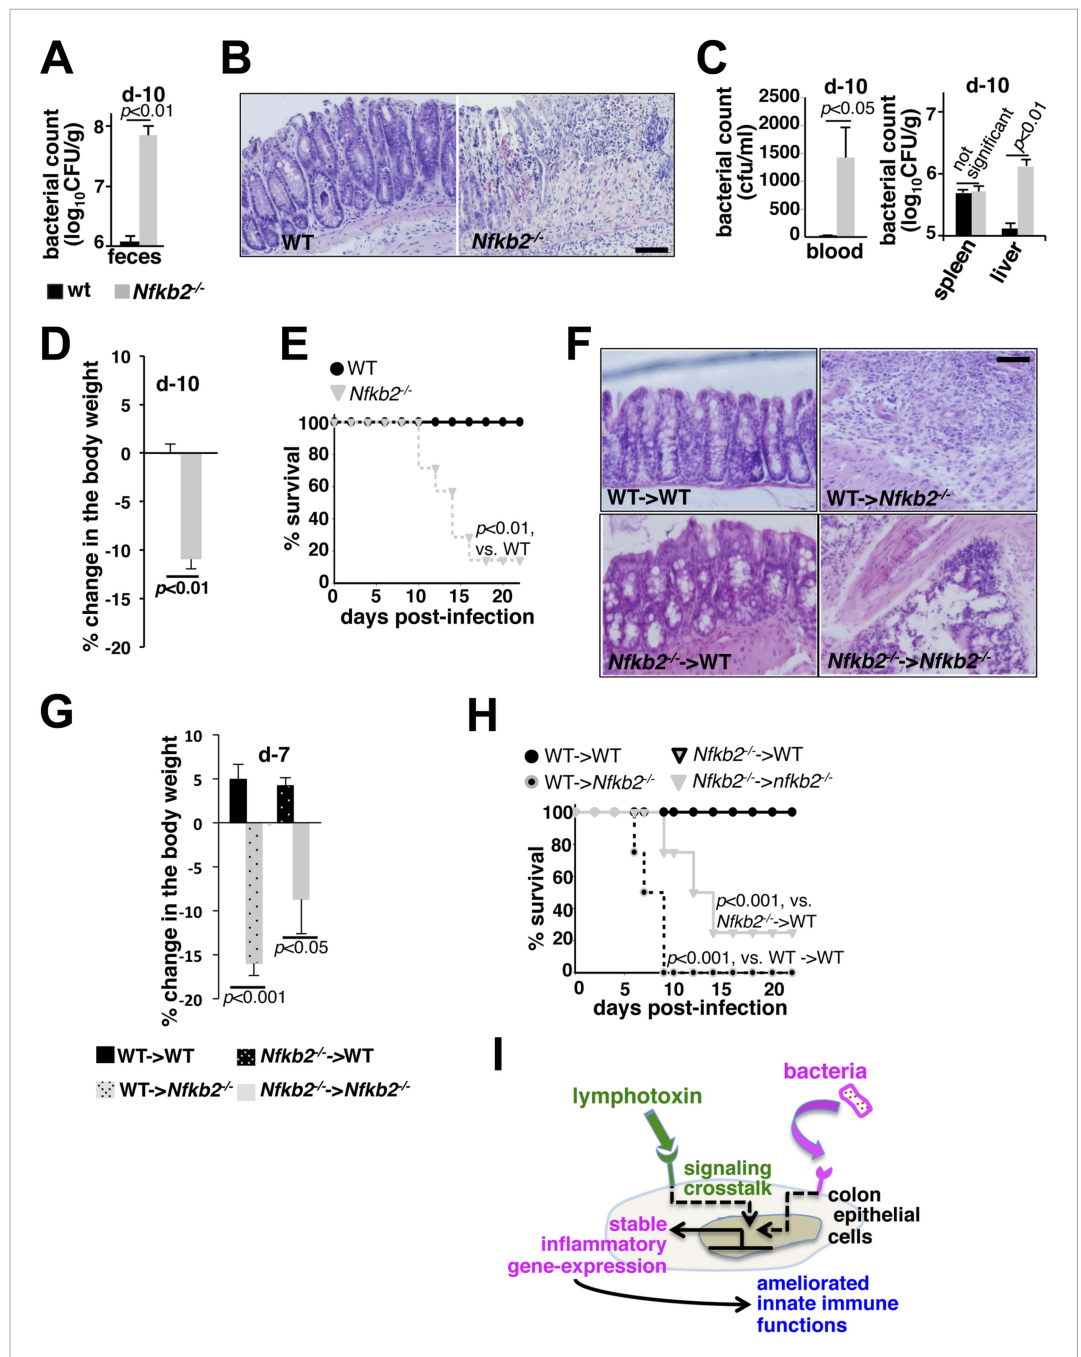 A
d-10
p<0.01
bacterial count
(log10CFU/g)
8
7
6
feces
wt
Nfkb2-/-
B
WT
Nfkb2-/-
C
d-10
p<0.05
bacterial count
(cfu/ml)
2500
2000
1500
1000
500
0
blood
d-10
bacterial count
(log10CFU/g)
7
6
5
not
significant
p<0.01
spleen
liver
D
% change in the body weight
10
5
0
-5
-10
-15
-20
d-10
p<0.01
E
WT
Nfkb2-/-
% survival
100
80
60
40
20
0
p<0.01,
vs. WT
0 5 10 15 20
days post-infection
F
WT->WT
WT->Nfkb2-/-
Nfkb2-/-->WT
Nfkb2-/-->Nfkb2-/-
G
% change in the body weight
10
5
0
-5
-10
-15
-20
d-7
p<0.05
p<0.001
WT->WT
Nfkb2-/-->WT
WT->Nfkb2-/-
Nfkb2-/-->Nfkb2-/-
H
WT->WT
Nfkb2-/-->WT
WT->Nfkb2-/-
Nfkb2-/-->nfkb2-/-
% survival
100
80
60
40
20
0
p<0.001, vs.
Nfkb2-/-->WT
p<0.001, vs. WT ->WT
0 5 10 15 20
days post-infection
I
bacteria
lymphotoxin
signaling
crosstalk
colon
epithelial
cells
stable
inflammatory
gene-expression
ameliorated
innate immune
functions